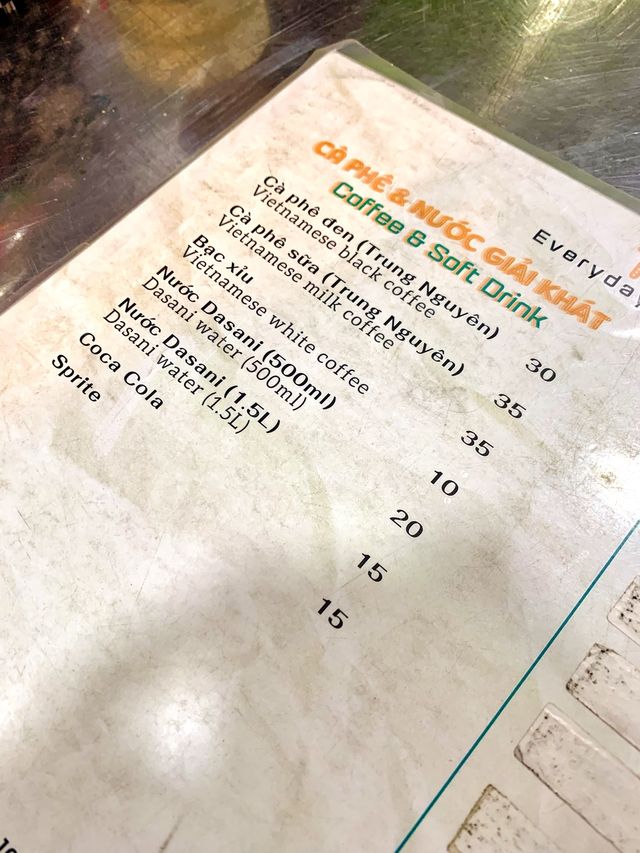 CÀ PHÊ & NƯỚC GIẢI KHÁT
Coffee & Soft Drink
Cà phê đen (Trung Nguyên) 30
Vietnamese black coffee
Cà phê sữa (Trung Nguyên) 35
Vietnamese milk coffee
Bạc xỉu 35
Vietnamese white coffee
Nước Dasani (500ml) 10
Dasani water (500ml)
Nước Dasani (1.5L) 20
Dasani water (1.5L)
Coca Cola 15
Sprite 15